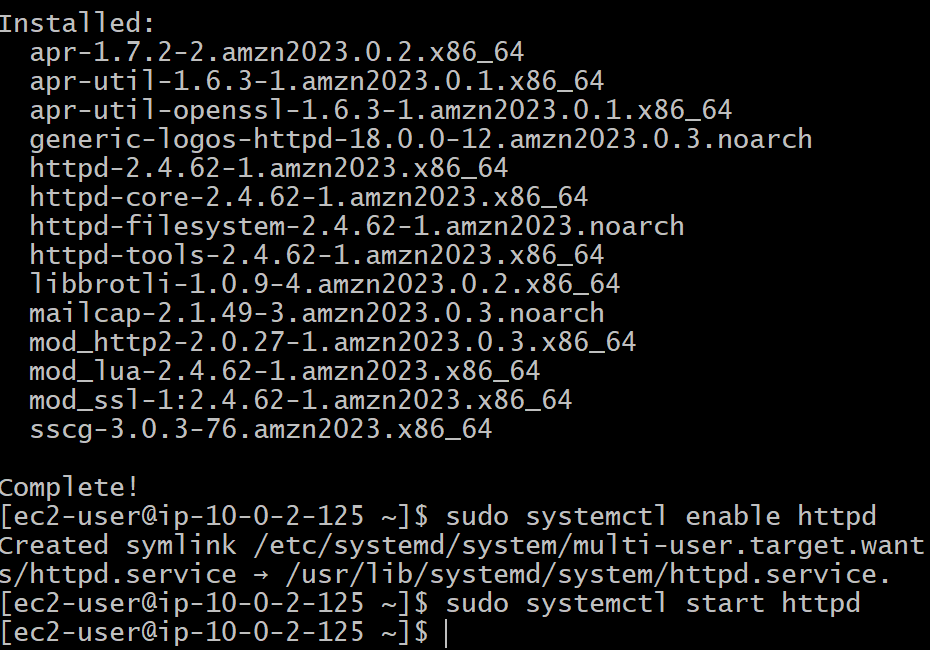 Installed:
apr-1.7.2-2.amzn2023.0.2.x86_64
apr-util-1.6.3-1.amzn2023.0.1.x86_64
apr-util-openssl-1.6.3-1.amzn2023.0.1.x86_64
generic-logos-httpd-18.0.0-12.amzn2023.0.3.noarch
httpd-2.4.62-1.amzn2023.x86_64
httpd-core-2.4.62-1.amzn2023.x86_64
httpd-filesystem-2.4.62-1.amzn2023.noarch
httpd-tools-2.4.62-1.amzn2023.x86_64
libbrotli-1.0.9-4.amzn2023.0.2.x86_64
mailcap-2.1.49-3.amzn2023.0.3.noarch
mod_http2-2.0.27-1.amzn2023.0.3.x86_64
mod_lua-2.4.62-1.amzn2023.x86_64
mod_ssl-1:2.4.62-1.amzn2023.x86_64
sscg-3.0.3-76.amzn2023.x86_64
Complete!
[ec2-user@ip-10-0-2-125 ~]$ sudo systemctl enable httpd
Created symlink /etc/systemd/system/multi-user.target.want
s/httpd.service → /usr/lib/systemd/system/httpd.service.
[ec2-user@ip-10-0-2-125 ~]$ sudo systemctl start httpd
[ec2-user@ip-10-0-2-125 ~]$